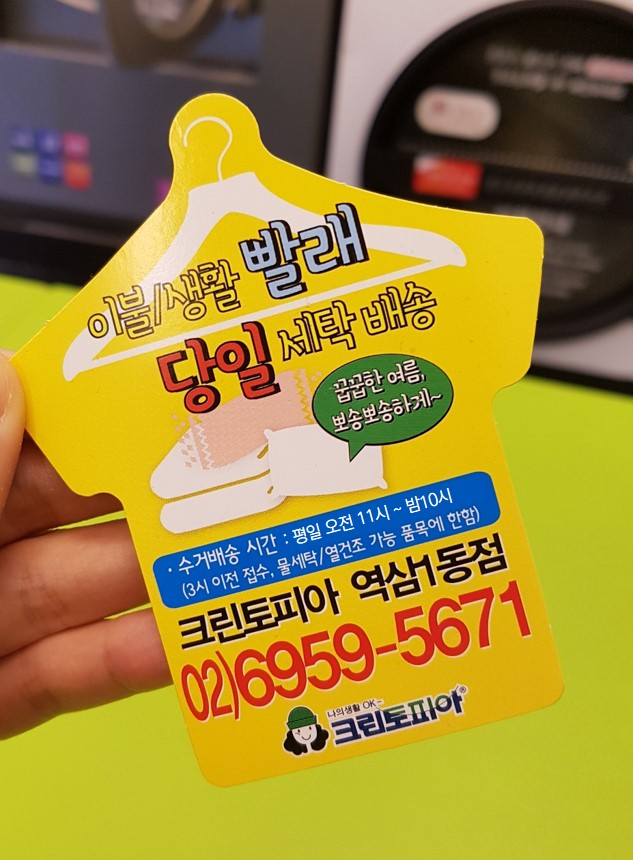 이불/생활 빨래
당일 세탁 배송
꿉꿉한 여름,
뽀송뽀송하게~
· 수거배송 시간 : 평일 오전 11시 ~ 밤10시
(3시 이전 접수, 물세탁/열건조 가능 품목에 한함)
크린토피아 역삼1동점
02)6959-5671
나의생활 OK~
크린토피아®